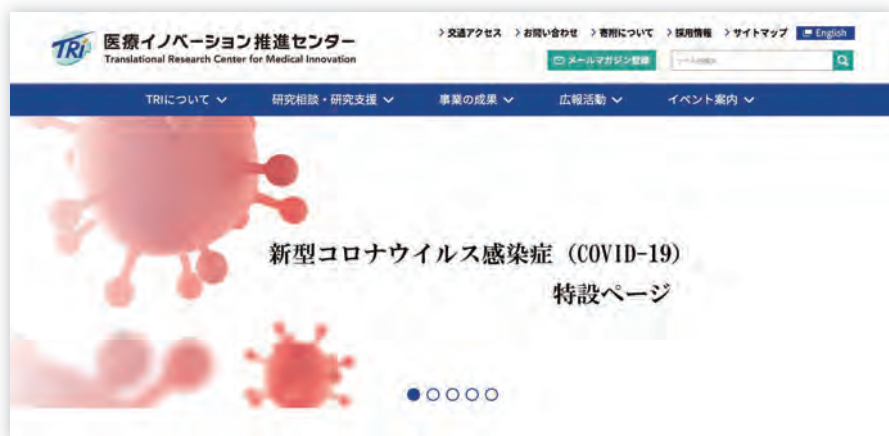 TRi 医療イノベーション推進センター
Translational Research Center for Medical Innovation
>交通アクセス >お問い合わせ >寄附について >採用情報 >サイトマップ English
メールマガジン登録
TRIについて 研究相談・研究支援 事業の成果 広報活動 イベント案内
新型コロナウイルス感染症（COVID-19）
特設ページ